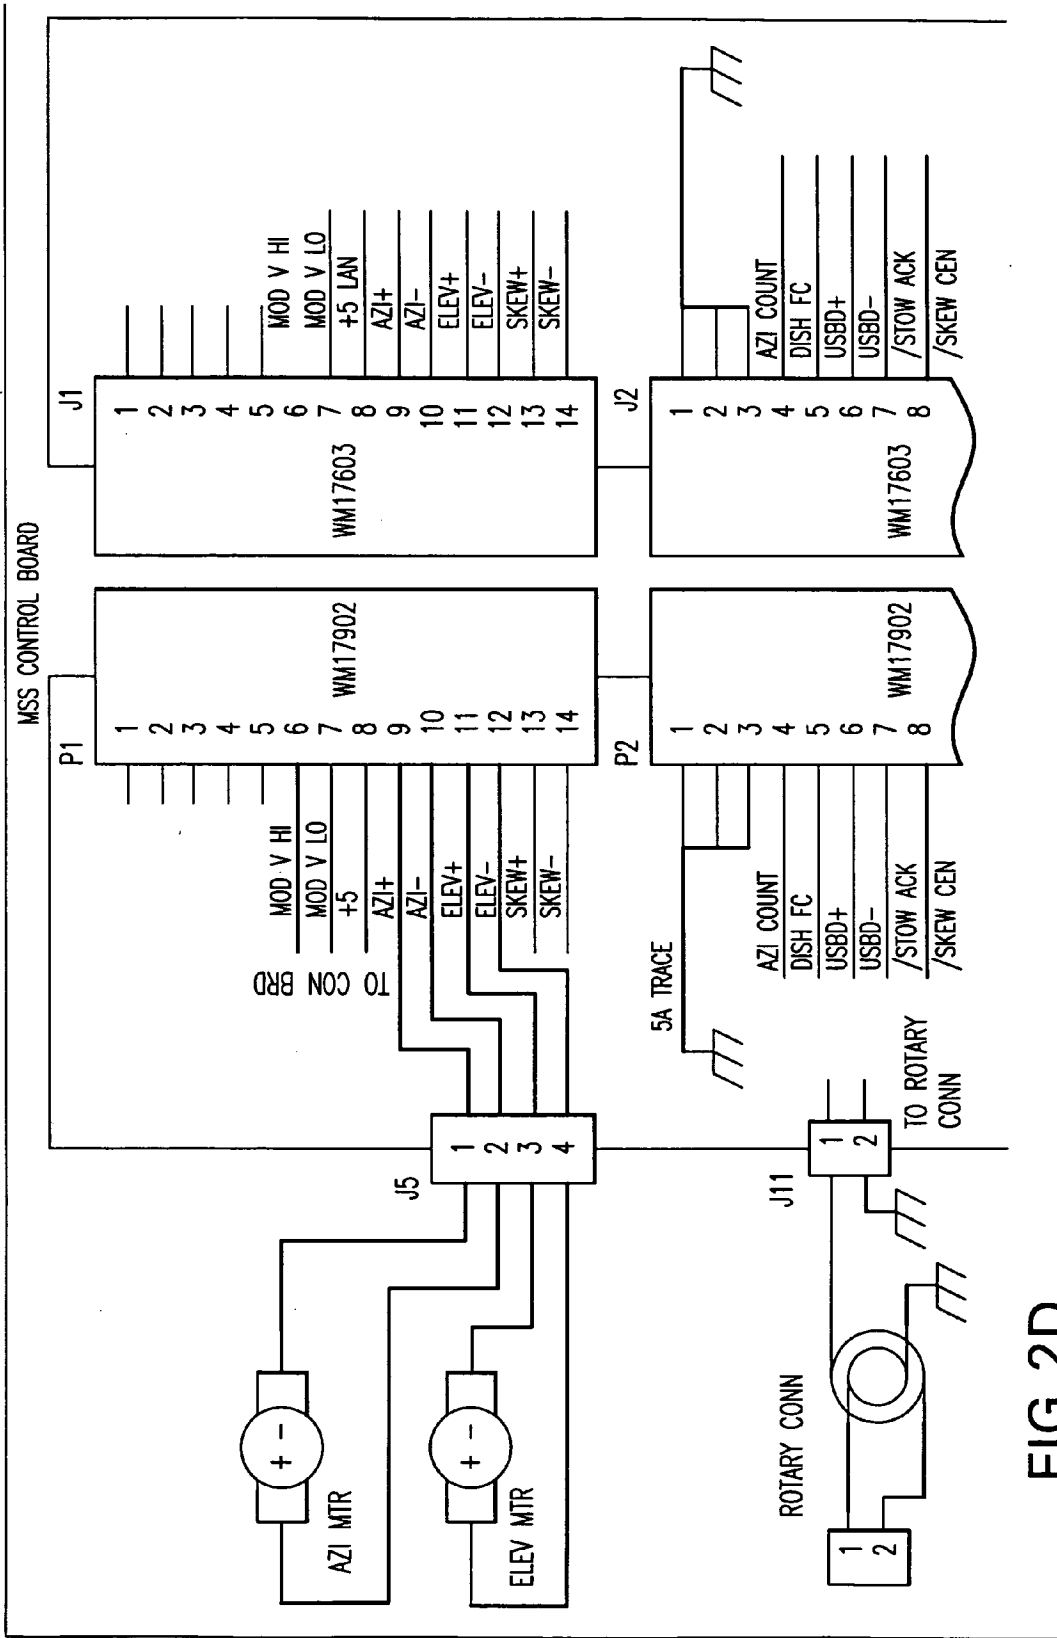 MSS CONTROL BOARD
J1
1
2
3
4
5
6
7
8
9
10
11
12
13
14
WM17603
MOD V HI
MOD V LO
+5 LAN
AZI+
AZI-
ELEV+
ELEV-
SKEW+
SKEW-
J2
1
2
3
4
5
6
7
8
WM17603
AZI COUNT
DISH FC
USBD+
USBD-
/STOW ACK
/SKEW CEN
P1
1
2
3
4
5
6
7
8
9
10
11
12
13
14
WM17902
MOD V HI
MOD V LO
+5
AZI+
AZI-
ELEV+
ELEV-
SKEW+
SKEW-
TO CON BRD
P2
1
2
3
4
5
6
7
8
WM17902
5A TRACE
AZI COUNT
DISH FC
USBD+
USBD-
/STOW ACK
/SKEW CEN
J5
1
2
3
4
J11
1
2
TO ROTARY
CONN
+ -
AZI MTR
+ -
ELEV MTR
ROTARY CONN
1
2
FIG. 2D